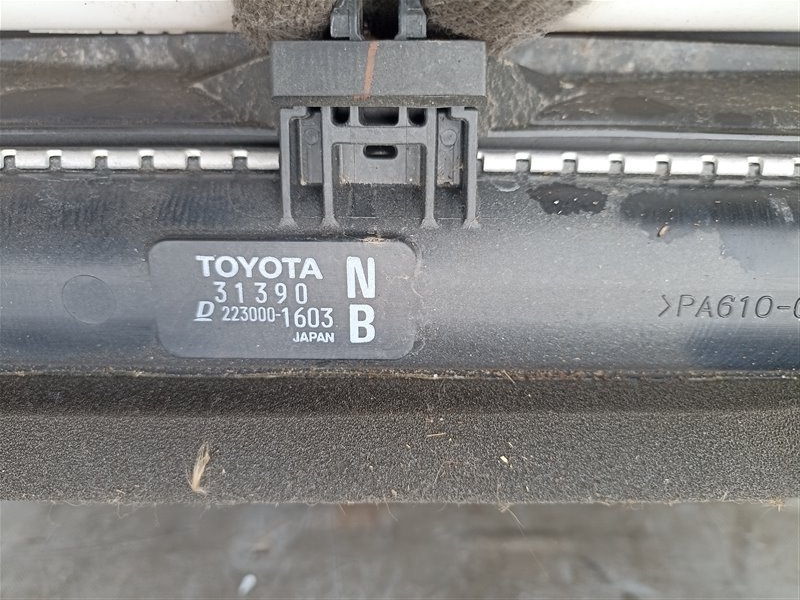 TOYOTA N
31390
D 223000-1603 B
JAPAN
>PA610-